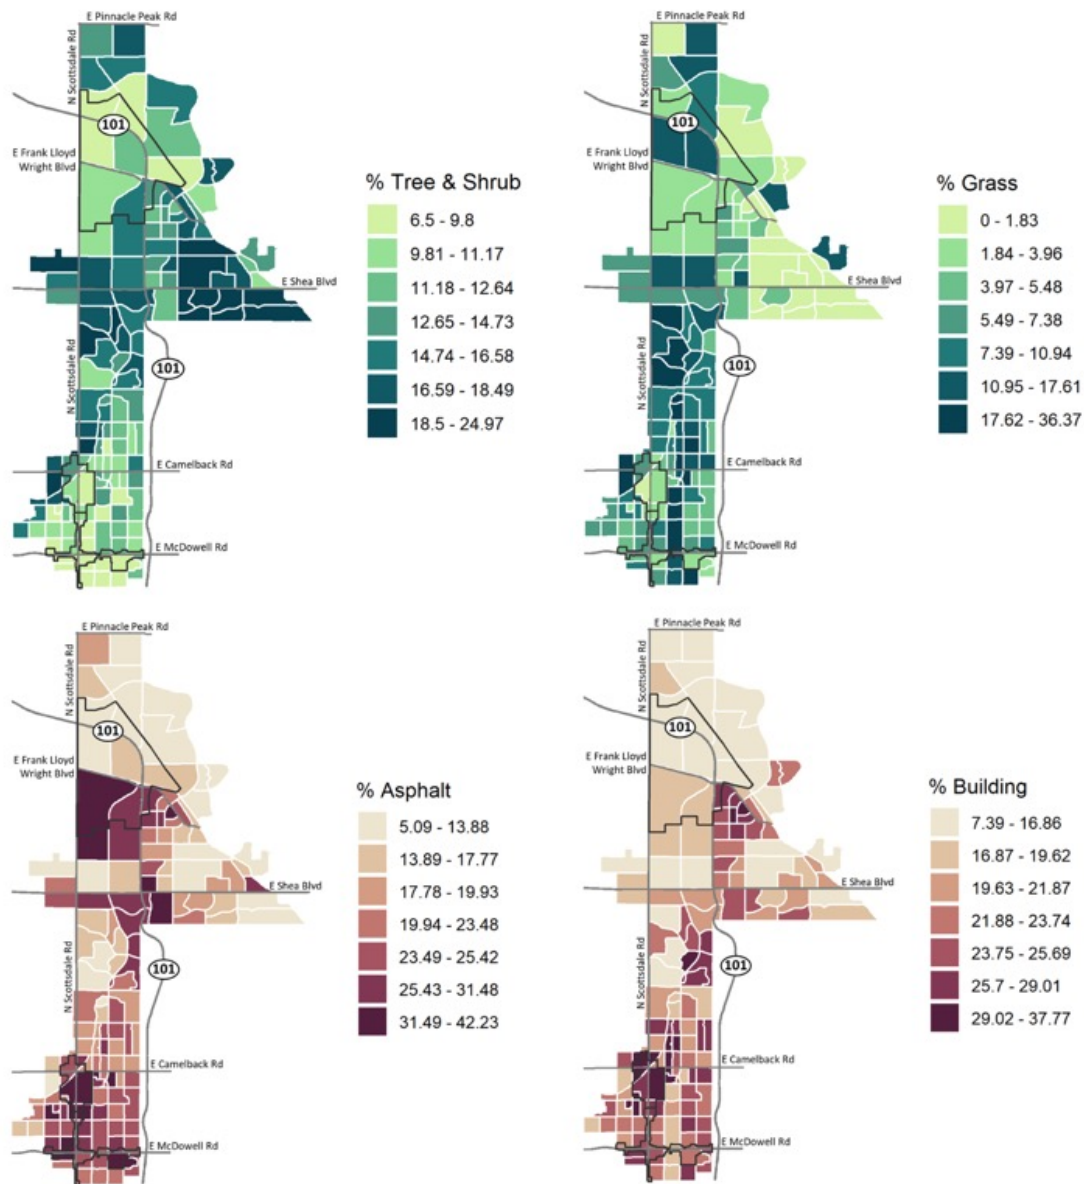 E Pinnacle Peak Rd
N Scottsdale Rd
101
E Frank Lloyd
Wright Blvd
E Shea Blvd
N Scottsdale Rd
101
E Camelback Rd
E McDowell Rd
% Tree & Shrub
6.5 - 9.8
9.81 - 11.17
11.18 - 12.64
12.65 - 14.73
14.74 - 16.58
16.59 - 18.49
18.5 - 24.97
E Pinnacle Peak Rd
N Scottsdale Rd
101
E Frank Lloyd
Wright Blvd
E Shea Blvd
N Scottsdale Rd
101
E Camelback Rd
E McDowell Rd
% Grass
0 - 1.83
1.84 - 3.96
3.97 - 5.48
5.49 - 7.38
7.39 - 10.94
10.95 - 17.61
17.62 - 36.37
E Pinnacle Peak Rd
N Scottsdale Rd
101
E Frank Lloyd
Wright Blvd
E Shea Blvd
N Scottsdale Rd
101
E Camelback Rd
E McDowell Rd
% Asphalt
5.09 - 13.88
13.89 - 17.77
17.78 - 19.93
19.94 - 23.48
23.49 - 25.42
25.43 - 31.48
31.49 - 42.23
E Pinnacle Peak Rd
N Scottsdale Rd
101
E Frank Lloyd
Wright Blvd
E Shea Blvd
N Scottsdale Rd
101
E Camelback Rd
E McDowell Rd
% Building
7.39 - 16.86
16.87 - 19.62
19.63 - 21.87
21.88 - 23.74
23.75 - 25.69
25.7 - 29.01
29.02 - 37.77